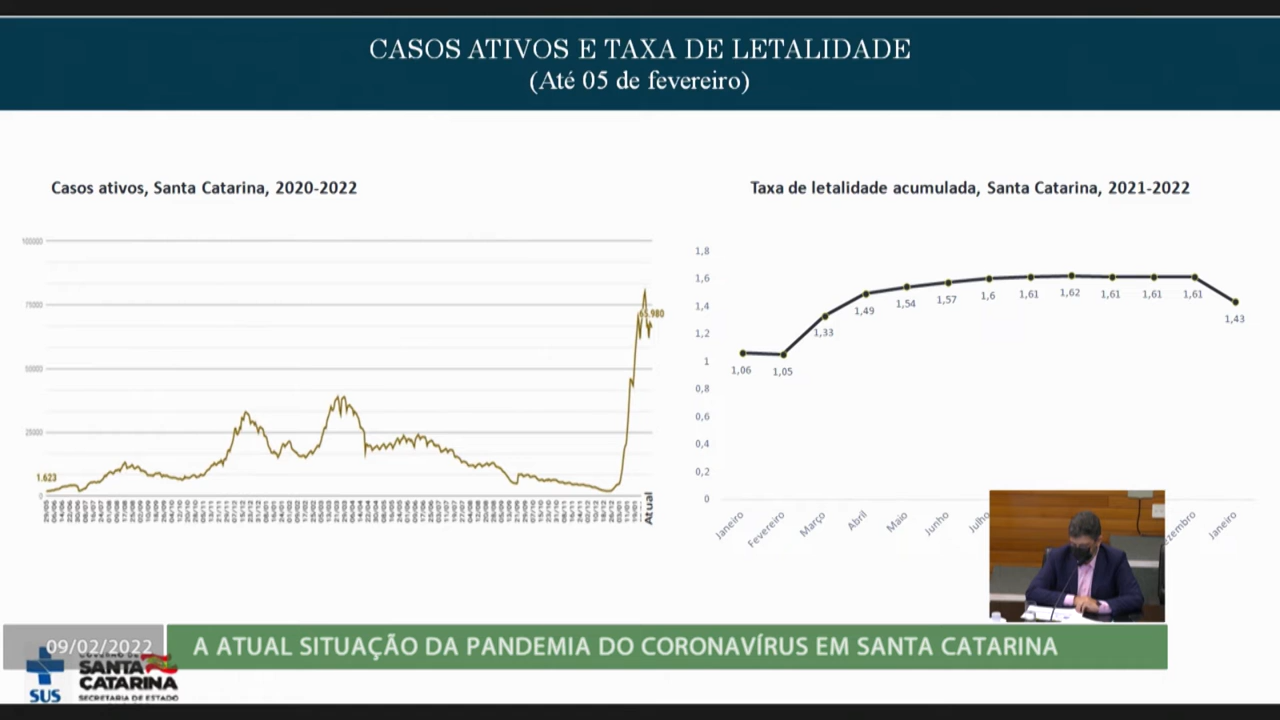 CASOS ATIVOS E TAXA DE LETALIDADE
(Até 05 de fevereiro)
Casos ativos, Santa Catarina, 2020-2022
100000
75000
50000
25000
0
1.623
65.980
Atual
Taxa de letalidade acumulada, Santa Catarina, 2021-2022
1,8
1,6
1,4
1,2
1
0,8
0,6
0,4
0,2
0
1,06
1,05
1,33
1,49
1,54
1,57
1,6
1,61
1,62
1,61
1,61
1,61
1,43
Janeiro
Fevereiro
Março
Abril
Maio
Junho
Julho
ezembro
Janeiro
09/02/2022
A ATUAL SITUAÇÃO DA PANDEMIA DO CORONAVÍRUS EM SANTA CATARINA
SUS
GOVERNO DE
SANTA
CATARINA
SECRETARIA DE ESTADO